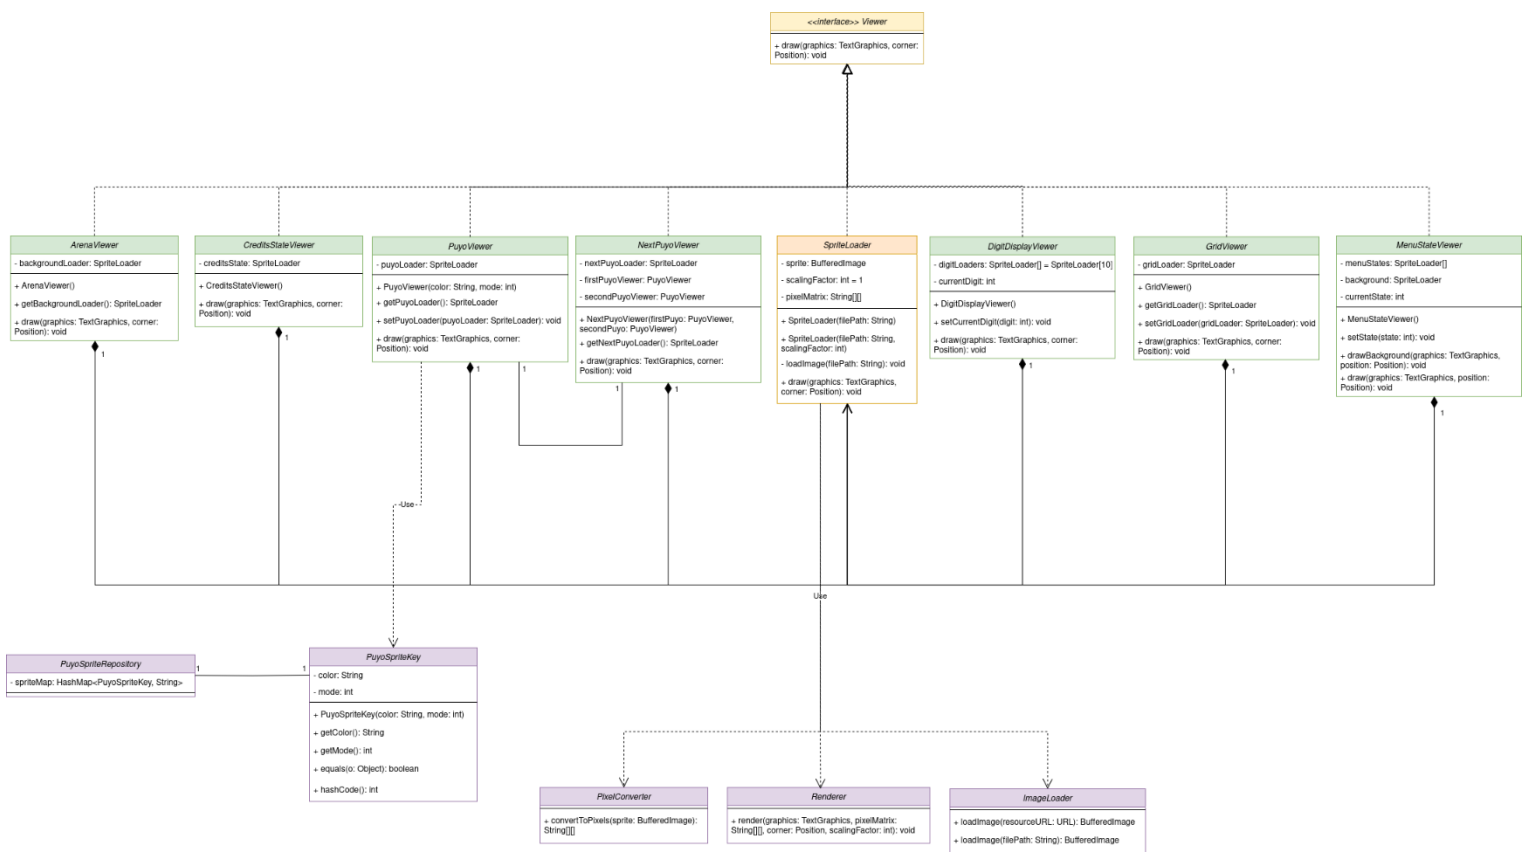 <<interface>> Viewer
+ draw(graphics: TextGraphics, corner:
Position): void
ArenaViewer
- backgroundLoader: SpriteLoader
+ ArenaViewer()
+ getBackgroundLoader(): SpriteLoader
+ draw(graphics: TextGraphics, corner:
Position): void
1
CreditsStateViewer
- creditsState: SpriteLoader
+ CreditsStateViewer()
+ draw(graphics: TextGraphics, corner:
Position): void
1
PuyoViewer
- puyoLoader: SpriteLoader
+ PuyoViewer(color: String, mode: int)
+ getPuyoLoader(): SpriteLoader
+ setPuyoLoader(puyoLoader: SpriteLoader): void
+ draw(graphics: TextGraphics, corner:
Position): void
1
1
NextPuyoViewer
- nextPuyoLoader: SpriteLoader
- firstPuyoViewer: PuyoViewer
- secondPuyoViewer: PuyoViewer
+ NextPuyoViewer(firstPuyo: PuyoViewer,
secondPuyo: PuyoViewer)
+ getNextPuyoLoader(): SpriteLoader
+ draw(graphics: TextGraphics, corner:
Position): void
1
1
SpriteLoader
- sprite: BufferedImage
- scalingFactor: int = 1
- pixelMatrix: String[][]
+ SpriteLoader(filePath: String)
+ SpriteLoader(filePath: String,
scalingFactor: int)
- loadImage(filePath: String): void
+ draw(graphics: TextGraphics,
corner: Position): void
DigitDisplayViewer
- digitLoaders: SpriteLoader[] = SpriteLoader[10]
- currentDigit: int
+ DigitDisplayViewer()
+ setCurrentDigit(digit: int): void
+ draw(graphics: TextGraphics, corner:
Position): void
1
GridViewer
- gridLoader: SpriteLoader
+ GridViewer()
+ getGridLoader(): SpriteLoader
+ setGridLoader(gridLoader: SpriteLoader): void
+ draw(graphics: TextGraphics, corner:
Position): void
1
MenuStateViewer
- menuStates: SpriteLoader[]
- background: SpriteLoader
- currentState: int
+ MenuStateViewer()
+ setState(state: int): void
+ drawBackground(graphics: TextGraphics,
position: Position): void
+ draw(graphics: TextGraphics, position:
Position): void
1
Use
Use
PuyoSpriteRepository
- spriteMap: HashMap<PuyoSpriteKey, String>
1
1
PuyoSpriteKey
- color: String
- mode: int
+ PuyoSpriteKey(color: String, mode: int)
+ getColor(): String
+ getMode(): int
+ equals(o: Object): boolean
+ hashCode(): int
PixelConverter
+ convertToPixels(sprite: BufferedImage):
String[][]
Renderer
+ render(graphics: TextGraphics, pixelMatrix:
String[][], corner: Position, scalingFactor: int): void
ImageLoader
+ loadImage(resourceURL: URL): BufferedImage
+ loadImage(filePath: String): BufferedImage